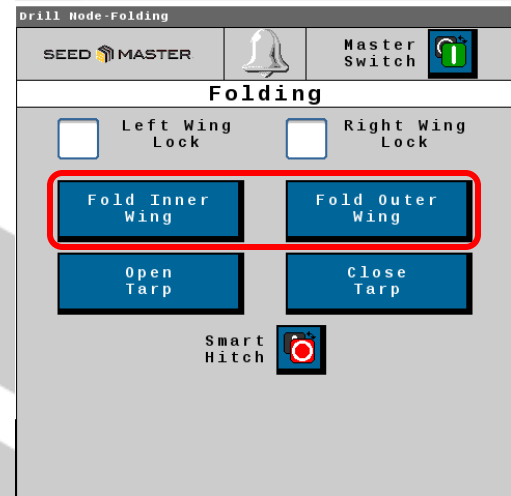 Drill Node-Folding
SEED MASTER
Master
Switch
Folding
Left Wing
Lock
Right Wing
Lock
Fold Inner
Wing
Fold Outer
Wing
Open
Tarp
Close
Tarp
Smart
Hitch